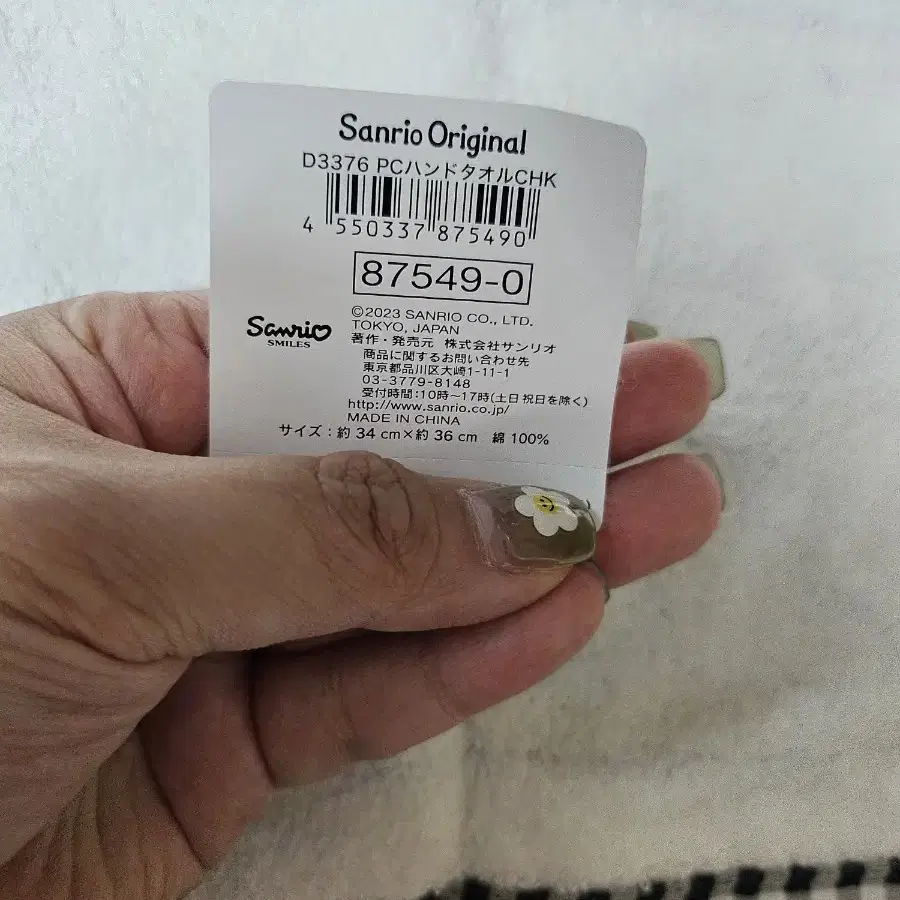 Sanrio Original
D3376 PCハンドタオルCHK
4 550337 875490
87549-0
Sanrio
SMILES
©2023 SANRIO CO., LTD.
TOKYO, JAPAN
著作・発売元 株式会社サンリオ
商品に関するお問い合わせ先
東京都品川区大崎1-11-1
03-3779-8148
受付時間:10時〜17時(土日祝日を除く)
http://www.sanrio.co.jp/
MADE IN CHINA
サイズ：約 34 cm×約 36 cm 綿 100%